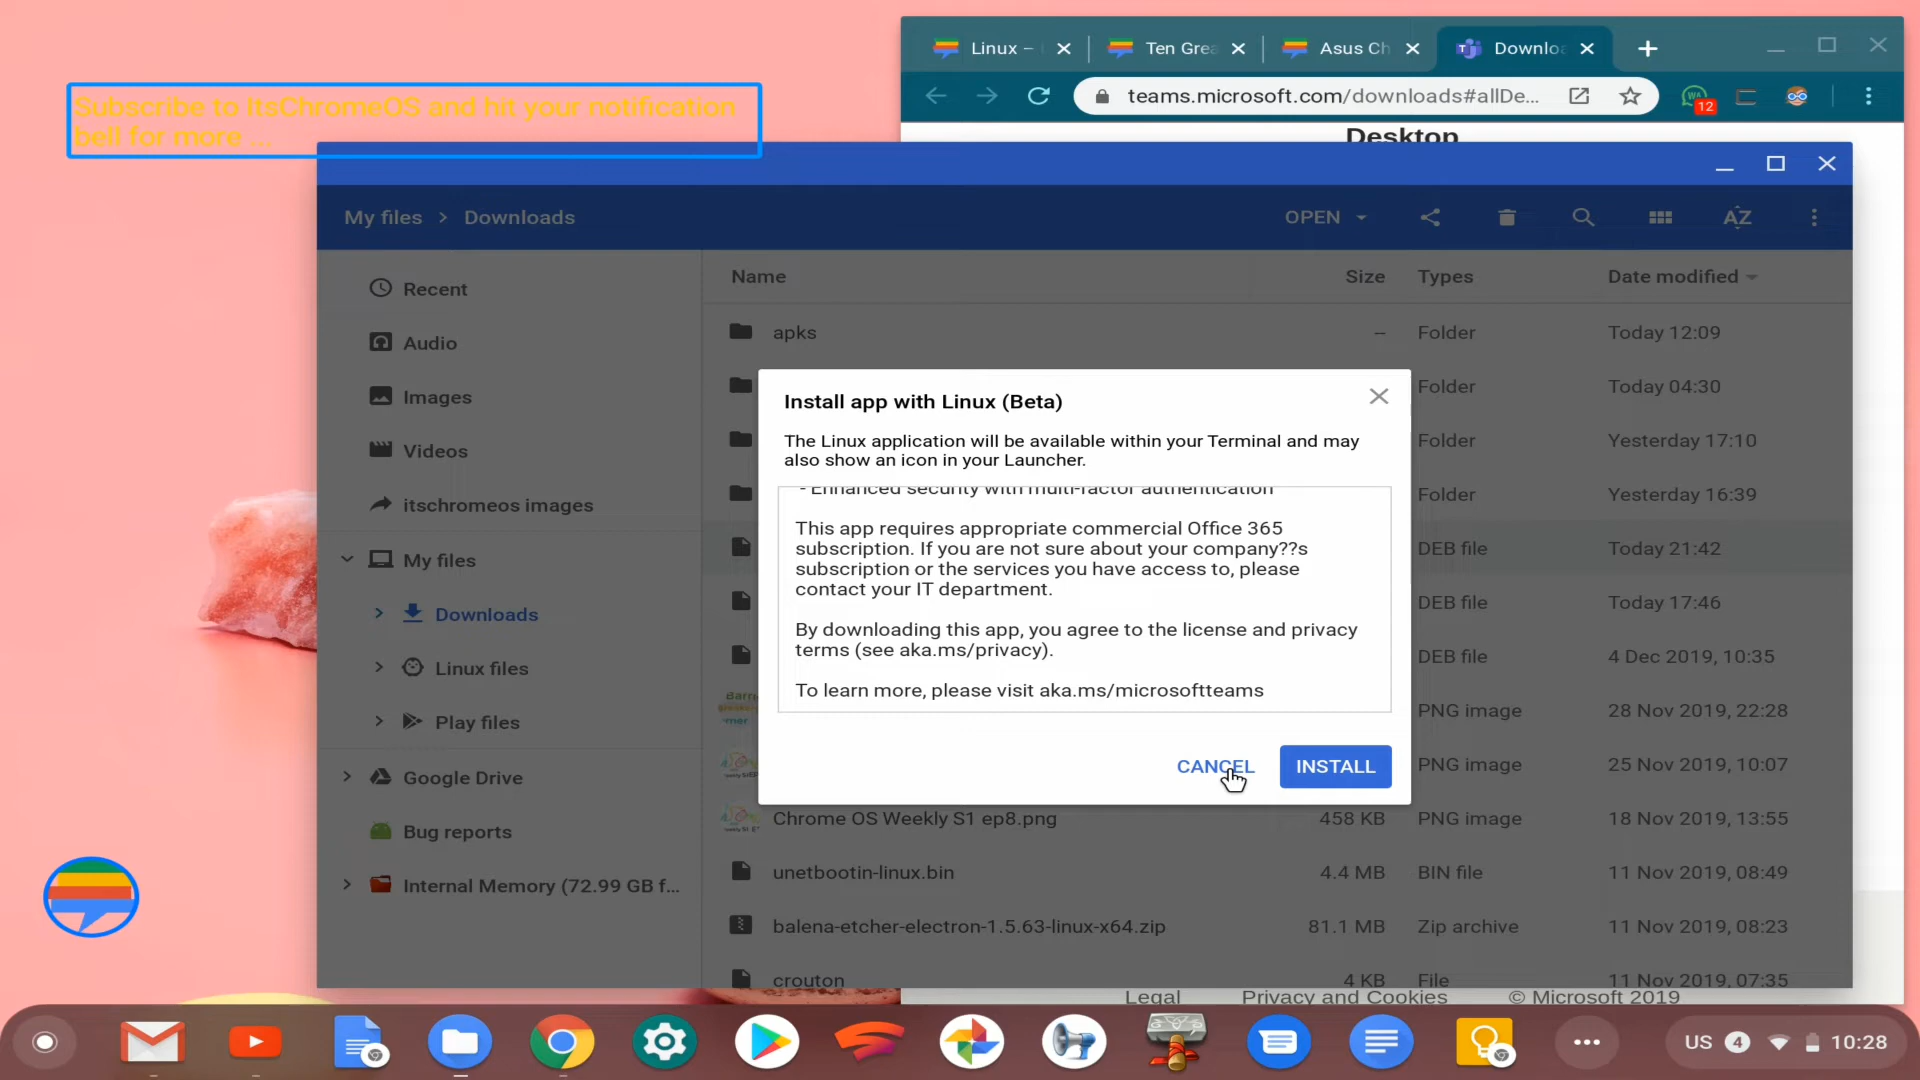 Linux –
Ten Grea
Asus Ch
Downloa
teams.microsoft.com/downloads#allDe...
12
Desktop
Subscribe to ItsChromeOS and hit your notification
bell for more ...
My files > Downloads
OPEN
AZ
Name
Size
Types
Date modified
Recent
Audio
Images
Videos
itschromeos images
My files
Downloads
Linux files
Play files
Google Drive
Bug reports
Internal Memory (72.99 GB f...
apks
--
Folder
Today 12:09
Folder
Today 04:30
Folder
Yesterday 17:10
Folder
Yesterday 16:39
DEB file
Today 21:42
DEB file
Today 17:46
DEB file
4 Dec 2019, 10:35
PNG image
28 Nov 2019, 22:28
PNG image
25 Nov 2019, 10:07
Chrome OS Weekly S1 ep8.png
458 KB
PNG image
18 Nov 2019, 13:55
unetbootin-linux.bin
4.4 MB
BIN file
11 Nov 2019, 08:49
balena-etcher-electron-1.5.63-linux-x64.zip
81.1 MB
Zip archive
11 Nov 2019, 08:23
crouton
4 KB
File
11 Nov 2019, 07:35
Install app with Linux (Beta)
The Linux application will be available within your Terminal and may
also show an icon in your Launcher.
- Enhanced security with multi-factor authentication
This app requires appropriate commercial Office 365
subscription. If you are not sure about your company??s
subscription or the services you have access to, please
contact your IT department.
By downloading this app, you agree to the license and privacy
terms (see aka.ms/privacy).
To learn more, please visit aka.ms/microsoftteams
CANCEL
INSTALL
Legal
Privacy and Cookies
© Microsoft 2019
US
4
10:28